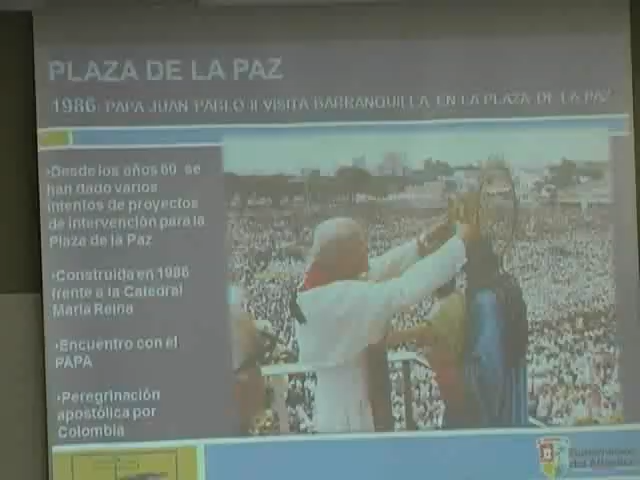 PLAZA DE LA PAZ
1986: PAPA JUAN PABLO II VISITA BARRANQUILLA, EN LA PLAZA DE LA PAZ
•Desde los años 60 se
han dado varios
intentos de proyectos
de intervención para la
Plaza de la Paz
•Construida en 1986
frente a la Catedral
María Reina
•Encuentro con el
PAPA
•Peregrinación
apostólica por
Colombia
del Atlántico